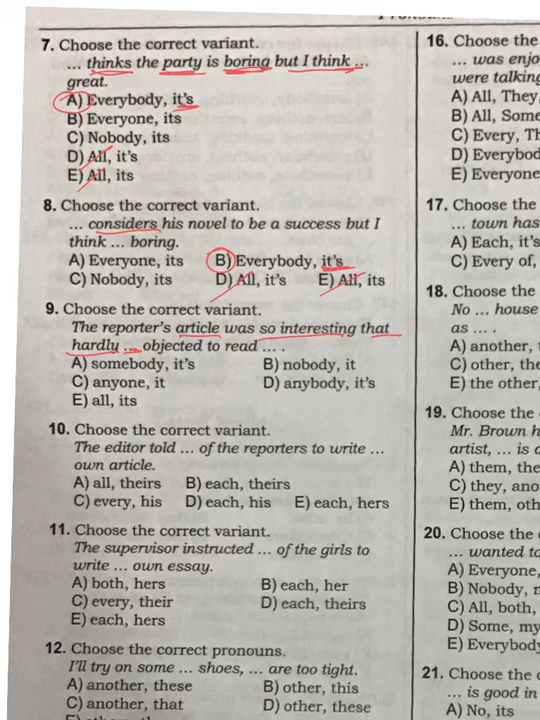 7. Choose the correct variant.
... thinks the party is boring but I think ...
great.
A) Everybody, it's
B) Everyone, its
C) Nobody, its
D) All, it's
E) All, its
8. Choose the correct variant.
... considers his novel to be a success but I
think ... boring.
A) Everyone, its B) Everybody, it's
C) Nobody, its D) All, it's E) All, its
9. Choose the correct variant.
The reporter's article was so interesting that
hardly ... objected to read ... .
A) somebody, it's B) nobody, it
C) anyone, it D) anybody, it's
E) all, its
10. Choose the correct variant.
The editor told ... of the reporters to write ...
own article.
A) all, theirs B) each, theirs
C) every, his D) each, his E) each, hers
11. Choose the correct variant.
The supervisor instructed ... of the girls to
write ... own essay.
A) both, hers B) each, her
C) every, their D) each, theirs
E) each, hers
12. Choose the correct pronouns.
I'll try on some ... shoes, ... are too tight.
A) another, these B) other, this
C) another, that D) other, these
16. Choose the
... was enjo
were talking
A) All, They
B) All, Some
C) Every, Th
D) Everybod
E) Everyone
17. Choose the
... town has
A) Each, it's
C) Every of,
18. Choose the
No ... house
as ... .
A) another,
C) other, the
E) the other,
19. Choose the
Mr. Brown h
artist, ... is a
A) them, the
C) they, ano
E) them, oth
20. Choose the
... wanted to
A) Everyone,
B) Nobody,
C) All, both,
D) Some, my
E) Everybody
21. Choose the
... is good in
A) No, its